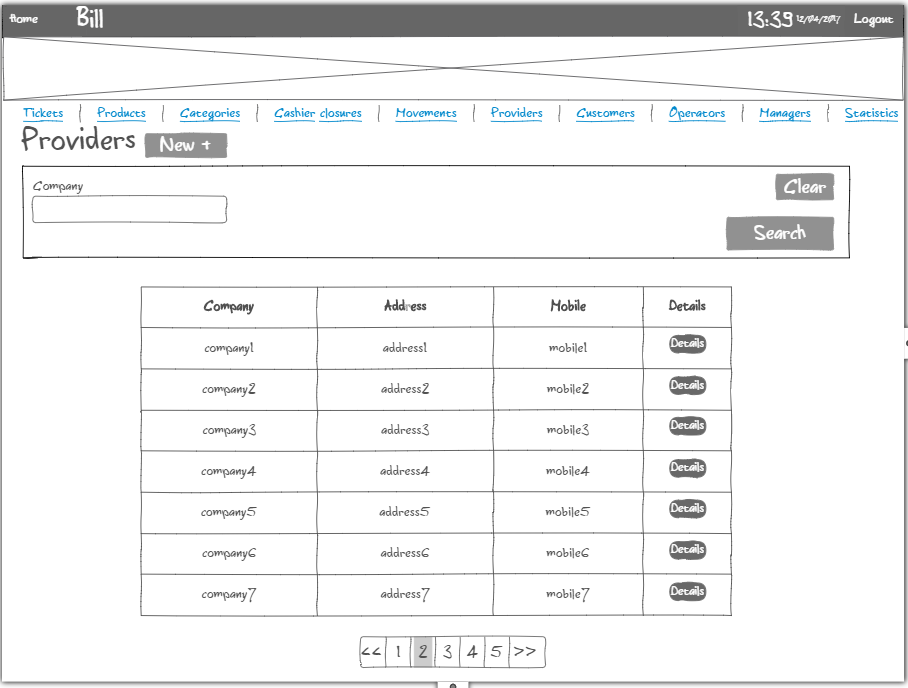 Home Bill 13:39 12/04/2017 Logout
Tickets | Products | Categories | Cashier closures | Movements | Providers | Customers | Operators | Managers | Statistics
Providers New +
Company Clear
Search
Company Address Mobile Details
company1 address1 mobile1 Details
company2 address2 mobile2 Details
company3 address3 mobile3 Details
company4 address4 mobile4 Details
company5 address5 mobile5 Details
company6 address6 mobile6 Details
company7 address7 mobile7 Details
<< 1 2 3 4 5 >>